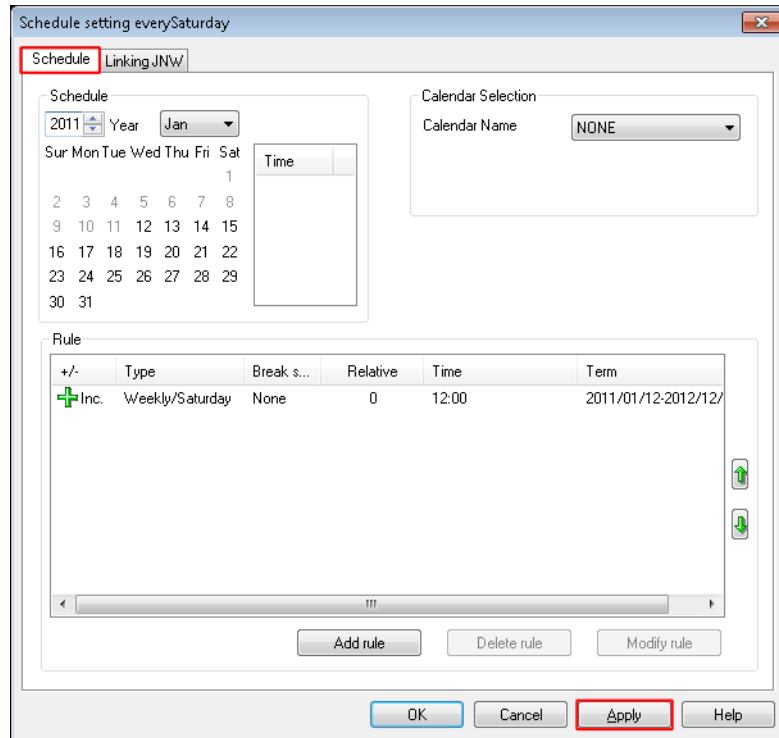 Schedule setting everySaturday
Schedule Linking JNW
Schedule
2011 Year Jan
Sun Mon Tue Wed Thu Fri Sat
1
2 3 4 5 6 7 8
9 10 11 12 13 14 15
16 17 18 19 20 21 22
23 24 25 26 27 28 29
30 31
Time
Calendar Selection
Calendar Name NONE
Rule
+/- Type Break s... Relative Time Term
Inc. Weekly/Saturday None 0 12:00 2011/01/12-2012/12/
Add rule Delete rule Modify rule
OK Cancel Apply Help